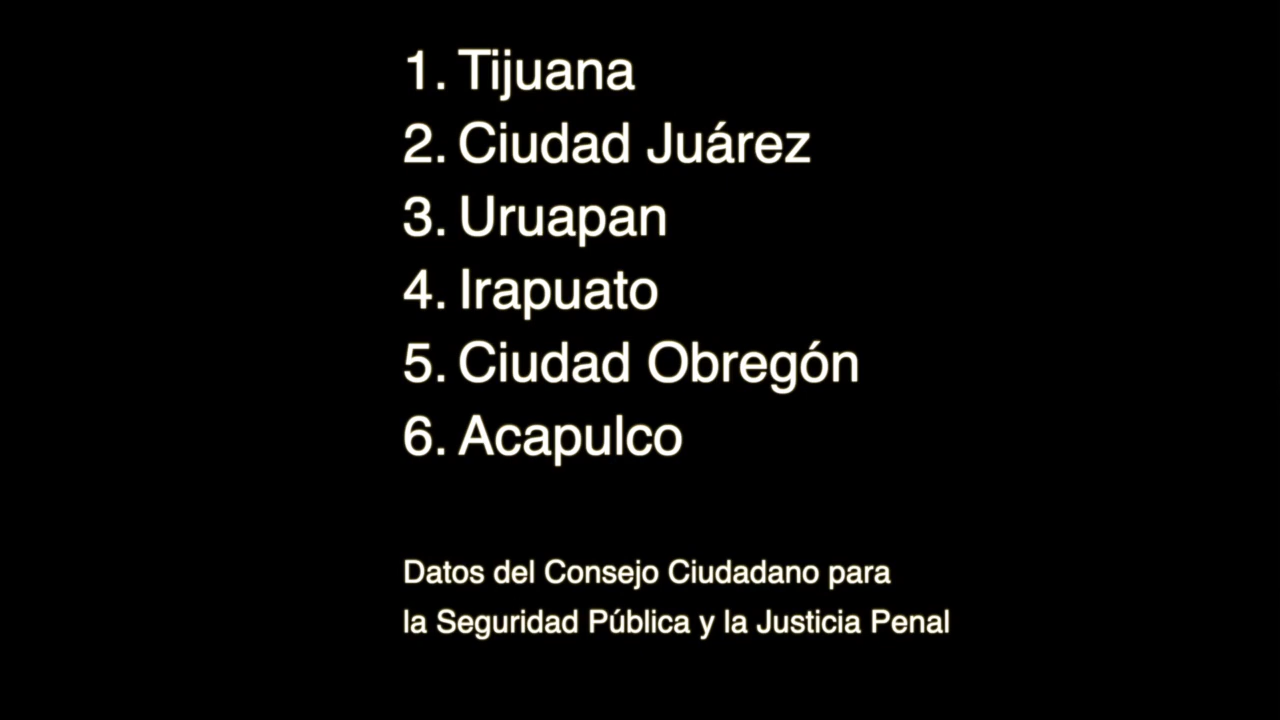 1. Tijuana
2. Ciudad Juárez
3. Uruapan
4. Irapuato
5. Ciudad Obregón
6. Acapulco
Datos del Consejo Ciudadano para
la Seguridad Pública y la Justicia Penal